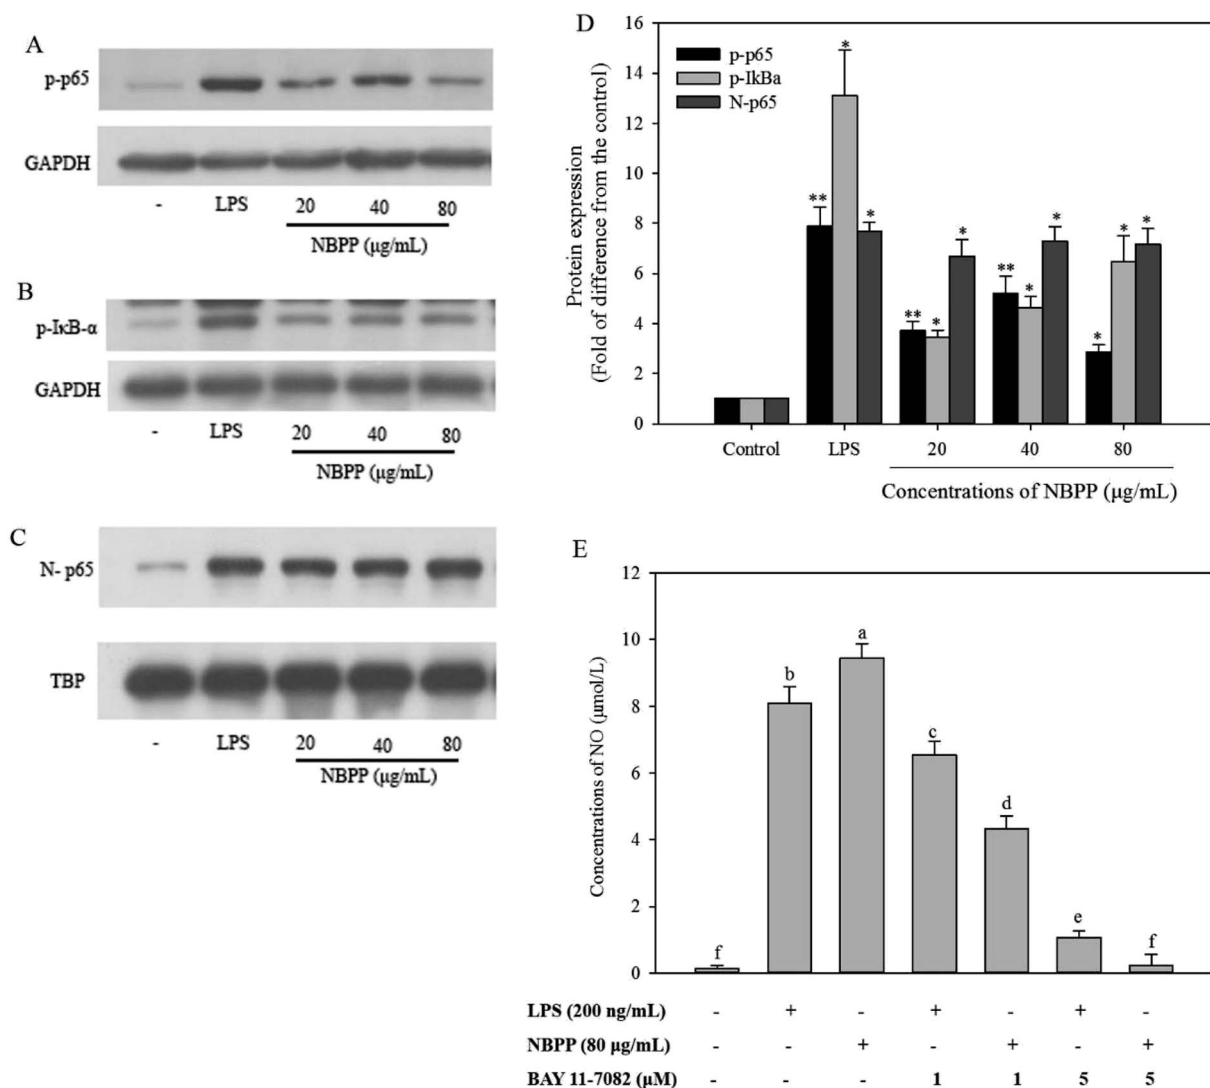 A
p-p65
GAPDH
- LPS 20 40 80
NBPP (μg/mL)
B
p-IκB-α
GAPDH
- LPS 20 40 80
NBPP (μg/mL)
C
N- p65
TBP
- LPS 20 40 80
NBPP (μg/mL)
D
Protein expression
(Fold of difference from the control)
16
14
12
10
8
6
4
2
0
p-p65
p-IkBa
N-p65
** * *
** * *
** * *
* * *
Control LPS 20 40 80
Concentrations of NBPP (μg/mL)
E
Concentrations of NO (μmol/L)
12
10
8
6
4
2
0
f b a c d e f
LPS (200 ng/mL) - + - + - + -
NBPP (80 μg/mL) - - + - + - +
BAY 11-7082 (μM) - - - 1 1 5 5